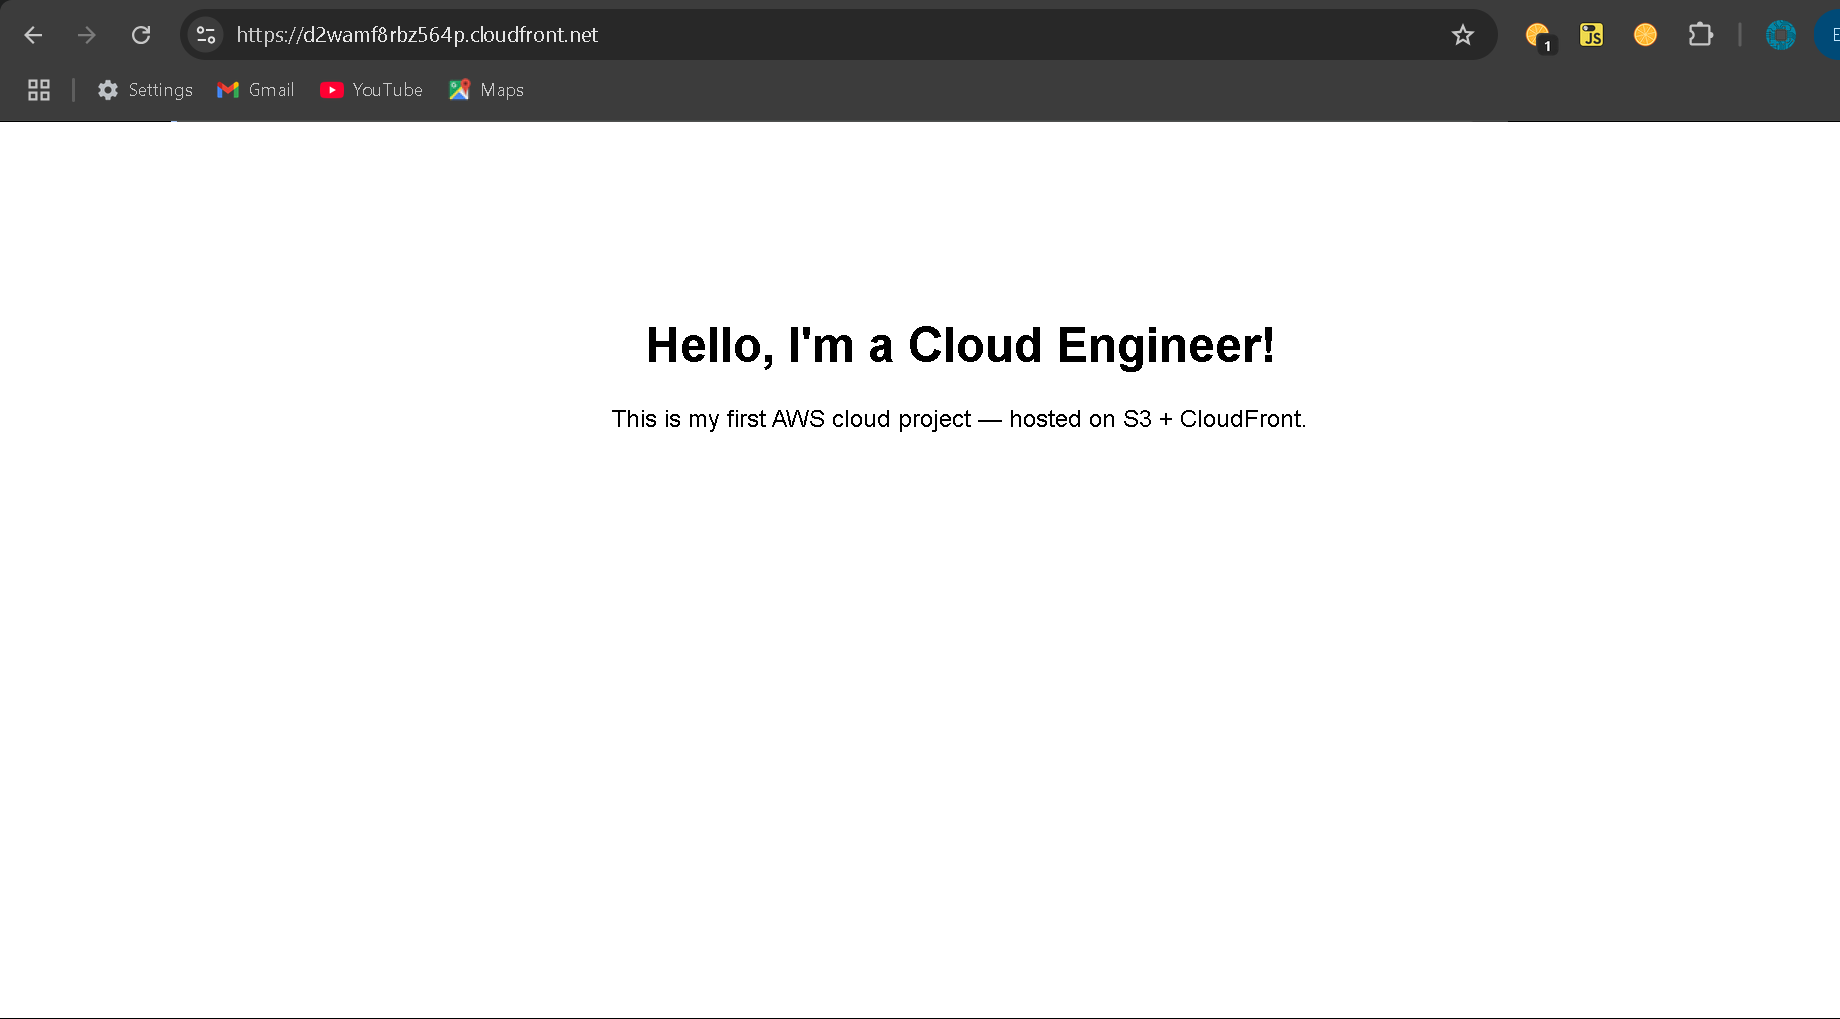 https://d2wamf8rbz564p.cloudfront.net
1
JS
E
Settings
Gmail
YouTube
Maps
Hello, I'm a Cloud Engineer!
This is my first AWS cloud project — hosted on S3 + CloudFront.